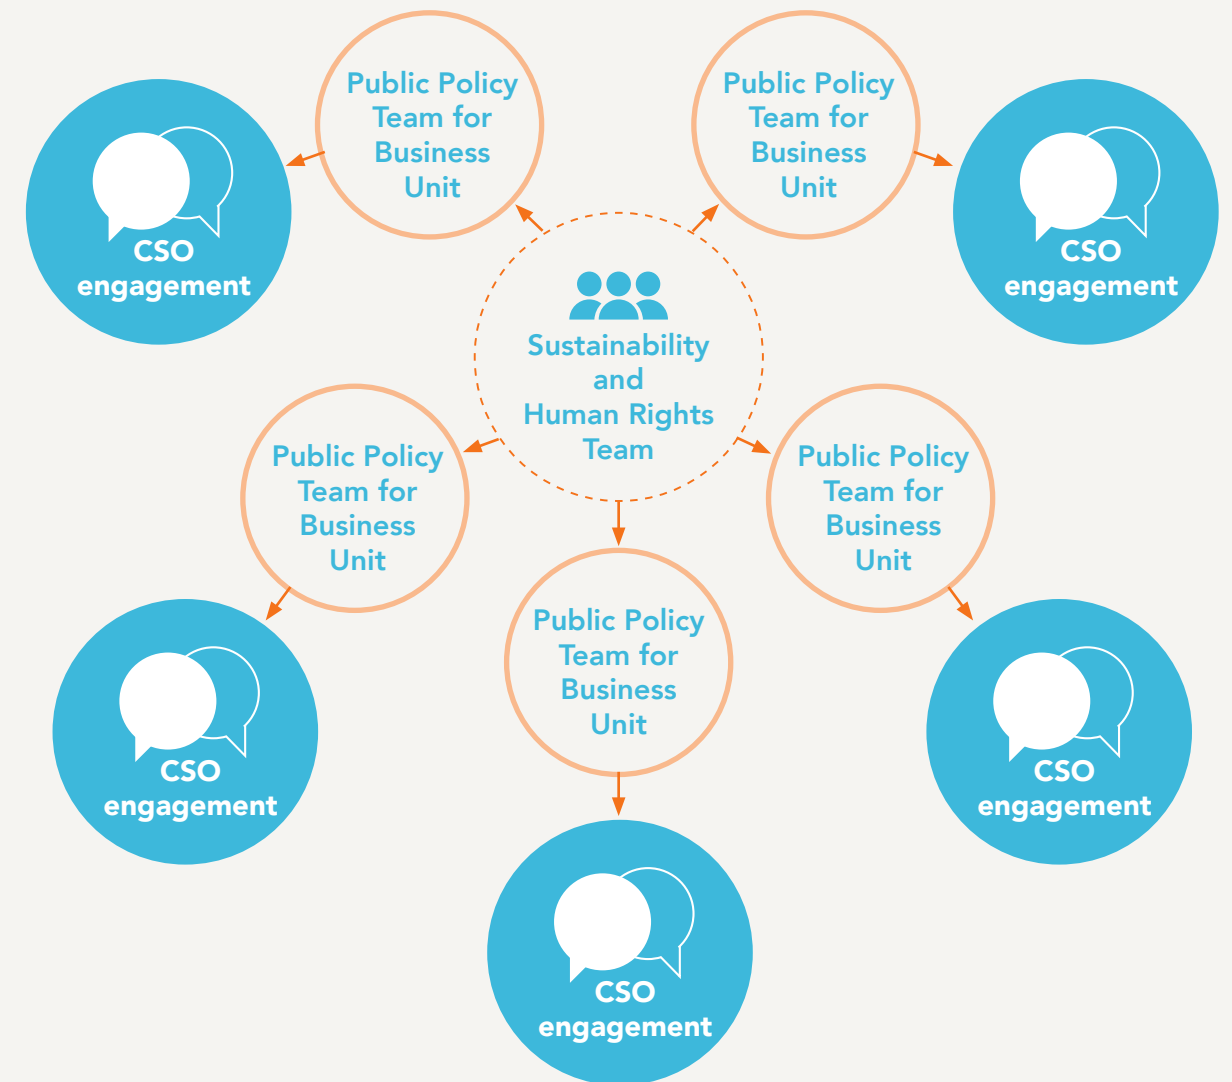 Public Policy
Team for
Business
Unit
Public Policy
Team for
Business
Unit
CSO
engagement
CSO
engagement
Sustainability
and
Human Rights
Team
Public Policy
Team for
Business
Unit
Public Policy
Team for
Business
Unit
Public Policy
Team for
Business
Unit
CSO
engagement
CSO
engagement
CSO
engagement